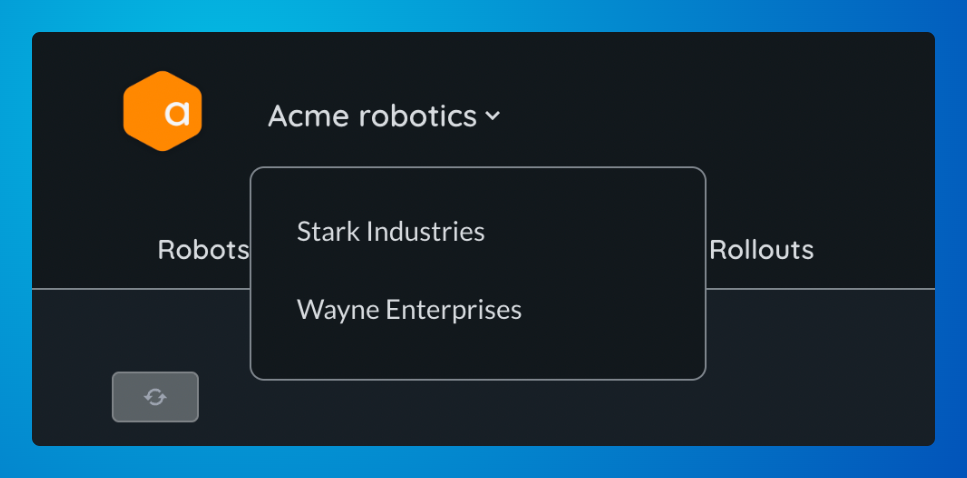 a
Acme robotics
Stark Industries
Robots
Rollouts
Wayne Enterprises